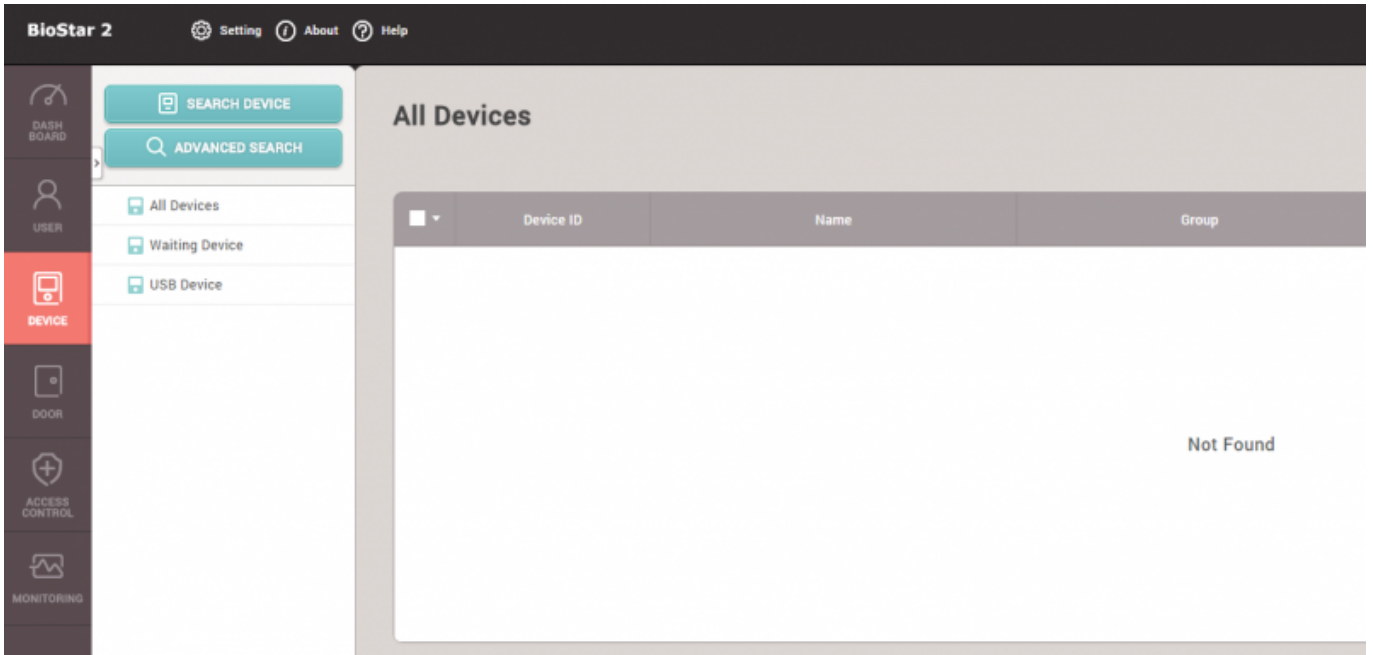 BioStar 2
Setting
About
Help
DASH
BOARD
USER
DEVICE
DOOR
ACCESS
CONTROL
MONITORING
SEARCH DEVICE
ADVANCED SEARCH
All Devices
Waiting Device
USB Device
All Devices
Device ID Name Group
Not Found